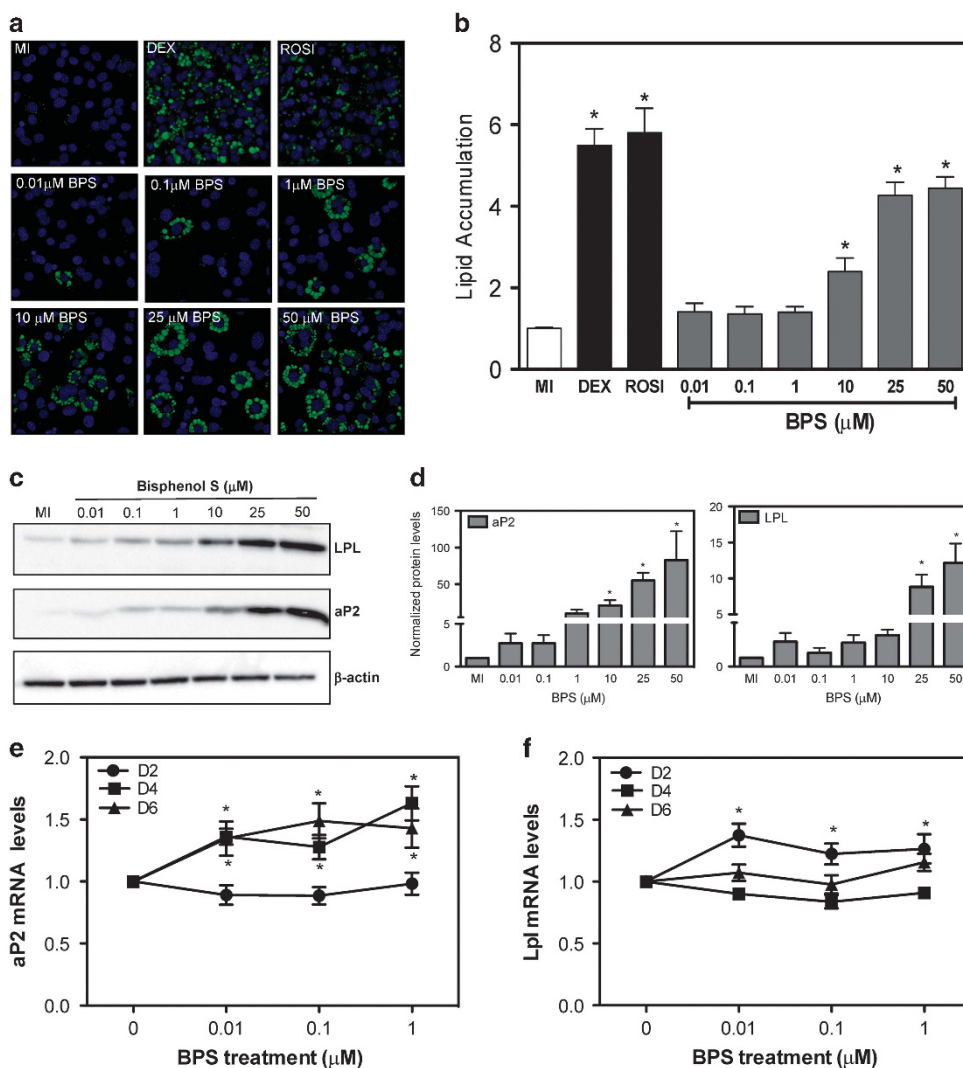 a
MI
DEX
ROSI
0.01μM BPS
0.1μM BPS
1μM BPS
10 μM BPS
25 μM BPS
50 μM BPS
b
Lipid Accumulation
8
6
4
2
0
* * * * *
MI DEX ROSI 0.01 0.1 1 10 25 50
BPS (μM)
c
Bisphenol S (μM)
MI 0.01 0.1 1 10 25 50
LPL
aP2
β-actin
d
Normalized protein levels
aP2
150
100
50
5
0
* * *
MI 0.01 0.1 1 10 25 50
BPS (μM)
LPL
20
15
10
5
5
0
* *
MI 0.01 0.1 1 10 25 50
BPS (μM)
e
aP2 mRNA levels
2.0
1.5
1.0
0.5
0.0
D2
D4
D6
* * *
* * *
0 0.01 0.1 1
BPS treatment (μM)
f
Lpl mRNA levels
2.0
1.5
1.0
0.5
0.0
D2
D4
D6
* * *
0 0.01 0.1 1
BPS treatment (μM)